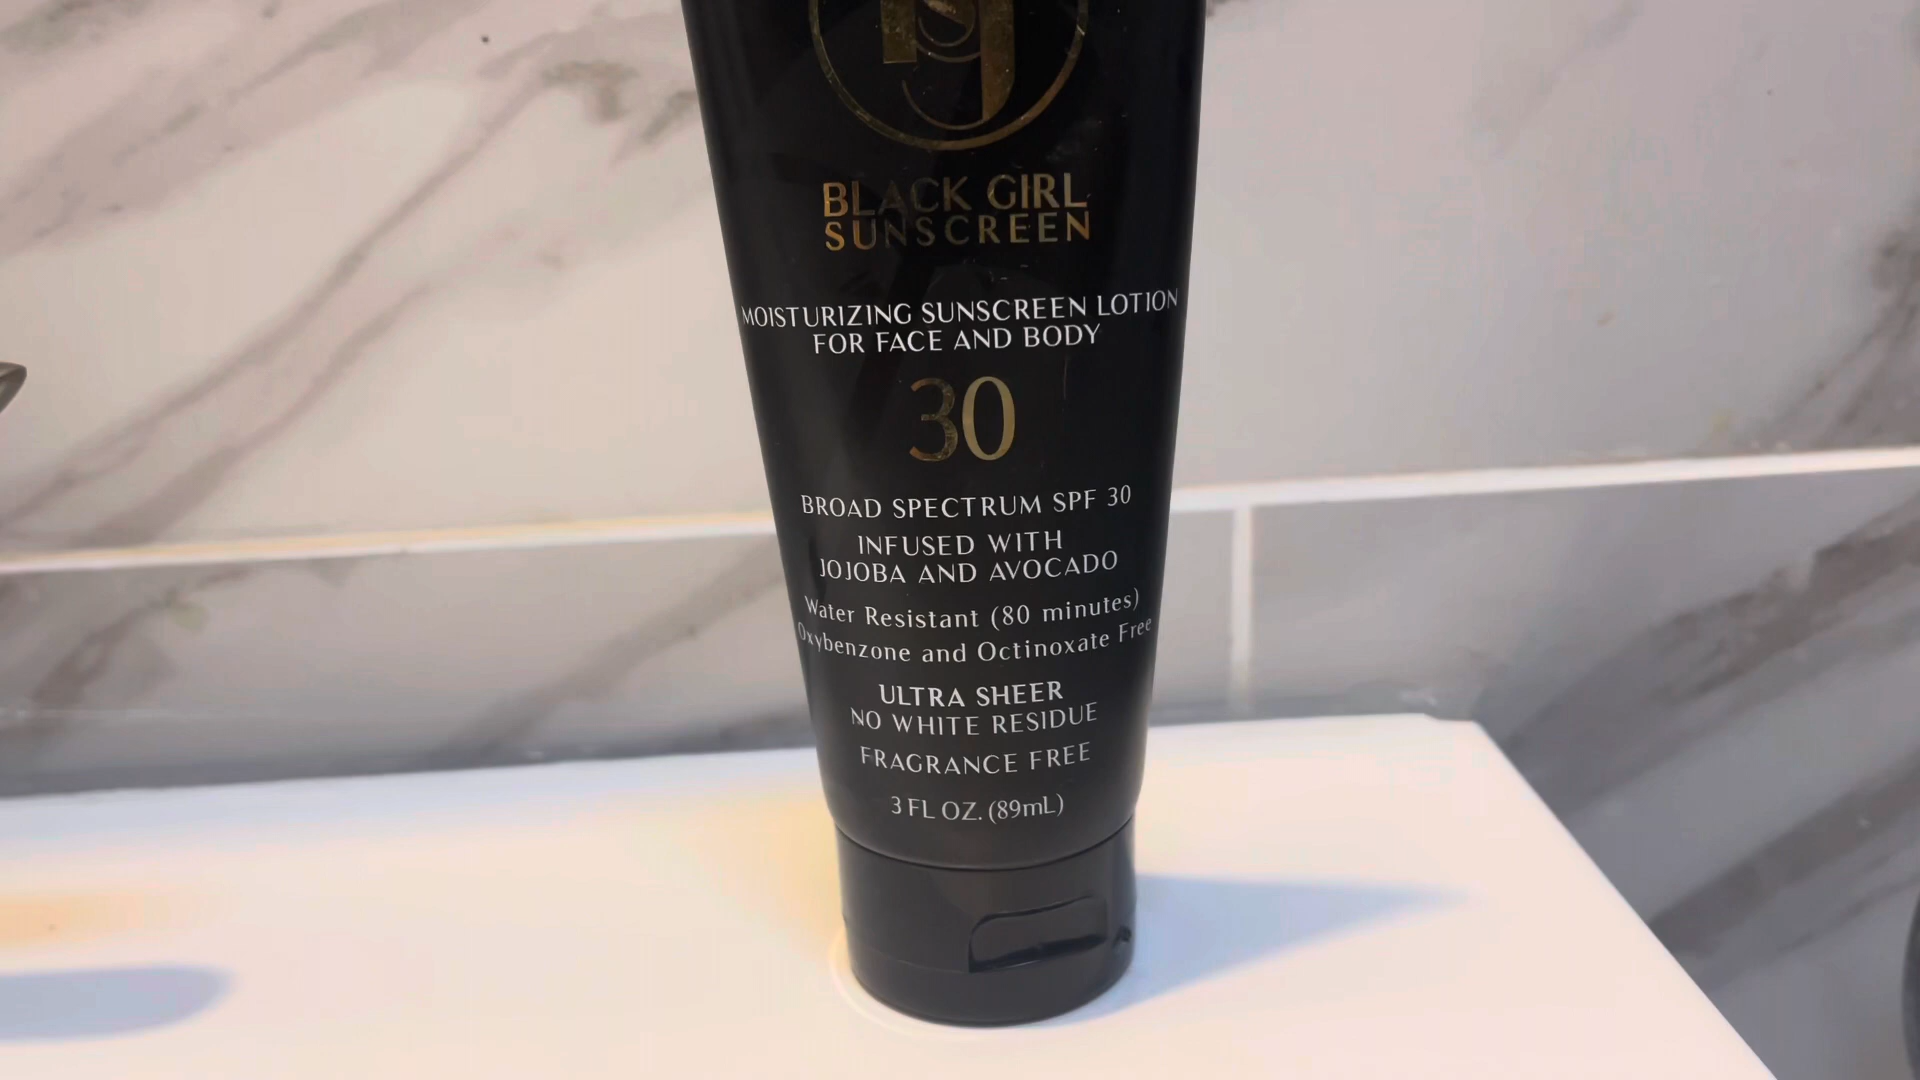 BLACK GIRL
SUNSCREEN
MOISTURIZING SUNSCREEN LOTION
FOR FACE AND BODY
30
BROAD SPECTRUM SPF 30
INFUSED WITH
JOJOBA AND AVOCADO
Water Resistant (80 minutes)
Oxybenzone and Octinoxate Free
ULTRA SHEER
NO WHITE RESIDUE
FRAGRANCE FREE
3 FL OZ. (89mL)